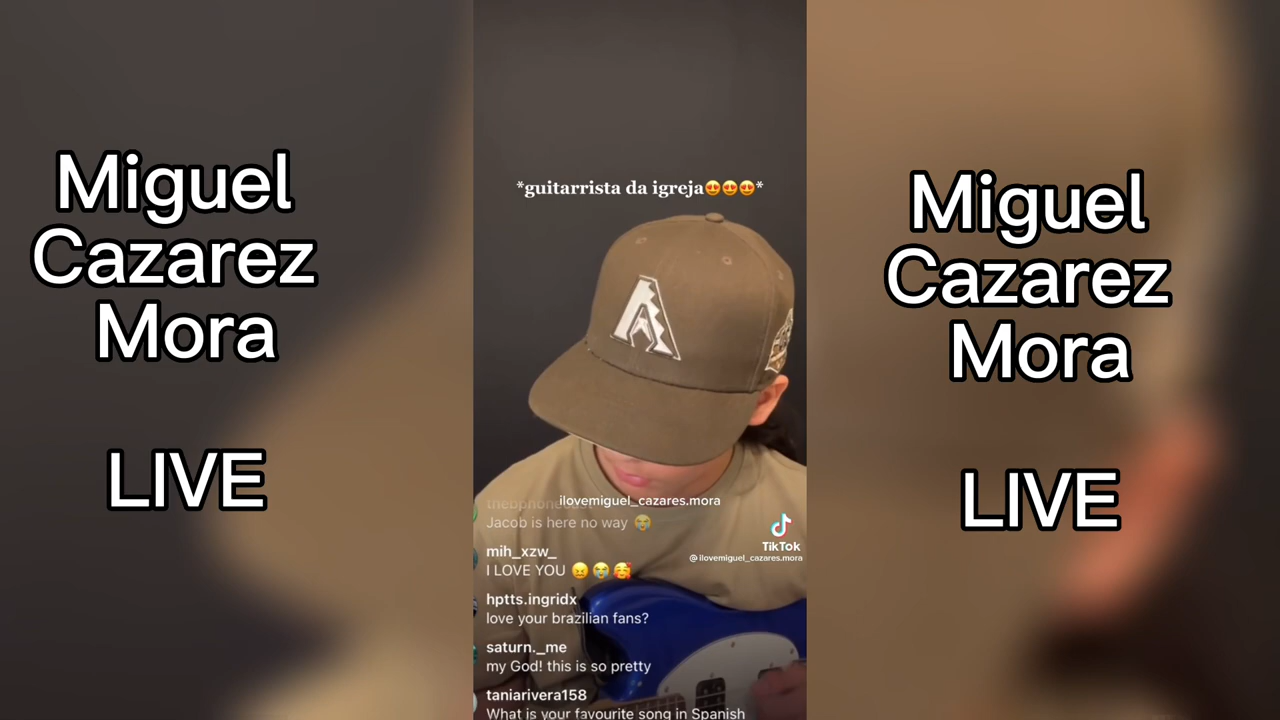 Miguel
Cazarez
Mora
LIVE
*guitarrista da igreja😍😍😍*
A
ilovemiguel_cazares.mora
Jacob is here no way 😭
mih_xzw_
I LOVE YOU 😖😭🥰
hptts.ingridx
love your brazilian fans?
saturn._me
my God! this is so pretty
taniarivera158
What is your favourite song in Spanish
TikTok
@ilovemiguel_cazares.mora
Miguel
Cazarez
Mora
LIVE